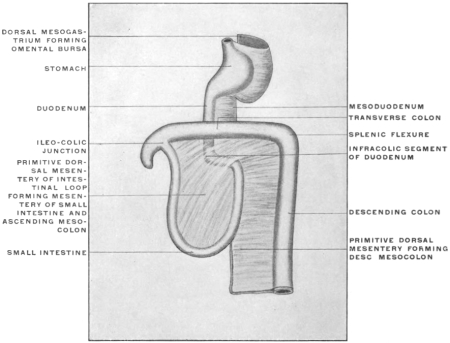 DORSAL MESOGAS-
TRIUM FORMING
OMENTAL BURSA
STOMACH
DUODENUM
ILEO-COLIC
JUNCTION
PRIMITIVE DOR-
SAL MESEN-
TERY OF INTES-
TINAL LOOP
FORMING MESEN-
TERY OF SMALL
INTESTINE AND
ASCENDING MESO-
COLON
SMALL INTESTINE
MESODUODENUM
TRANSVERSE COLON
SPLENIC FLEXURE
INFRACOLIC SEGMENT
OF DUODENUM
DESCENDING COLON
PRIMITIVE DORSAL
MESENTERY FORMING
DESC MESOCOLON